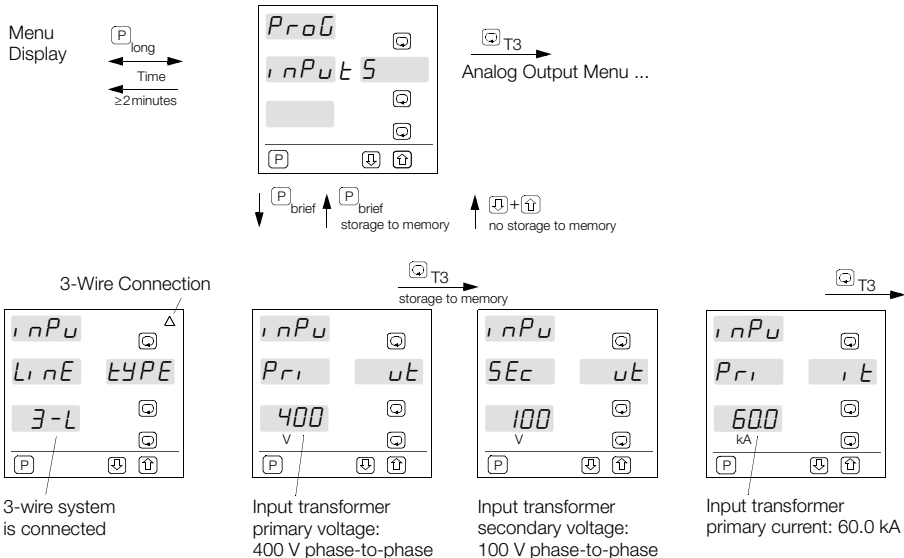 Menu
Display
P long
Time
≥2 minutes
ProG
inPut S
P
T3
Analog Output Menu ...
P brief
P brief
storage to memory
+
no storage to memory
3-Wire Connection
T3
storage to memory
T3
inPu
LinE tYPE
3-L
P
3-wire system
is connected
inPu
Pri ut
400
V
P
Input transformer
primary voltage:
400 V phase-to-phase
inPu
SEc ut
100
V
P
Input transformer
secondary voltage:
100 V phase-to-phase
inPu
Pri it
60.0
kA
P
Input transformer
primary current: 60.0 kA